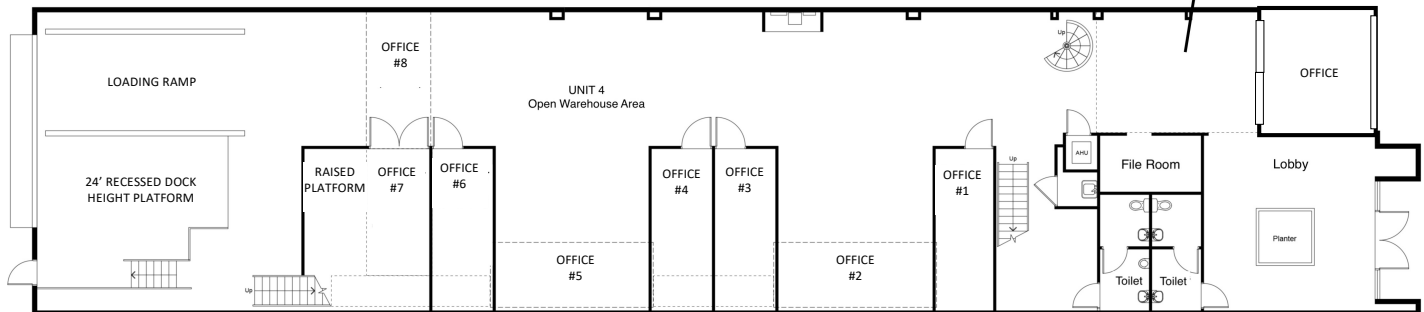 OFFICE
#8
LOADING RAMP
UNIT 4
Open Warehouse Area
Up
OFFICE
24' RECESSED DOCK
HEIGHT PLATFORM
RAISED
PLATFORM
OFFICE
#7
OFFICE
#6
OFFICE
#4
OFFICE
#3
OFFICE
#1
Up
AHU
File Room
Lobby
Planter
OFFICE
#5
OFFICE
#2
Up
Toilet
Toilet